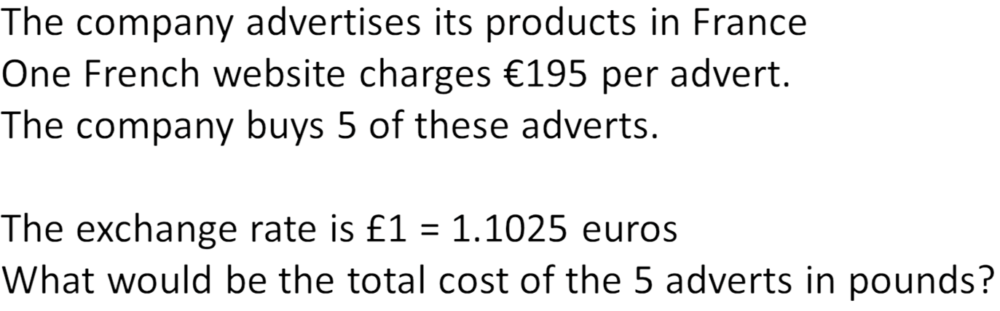 The company advertises its products in France
One French website charges €195 per advert.
The company buys 5 of these adverts.
The exchange rate is £1 = 1.1025 euros
What would be the total cost of the 5 adverts in pounds?